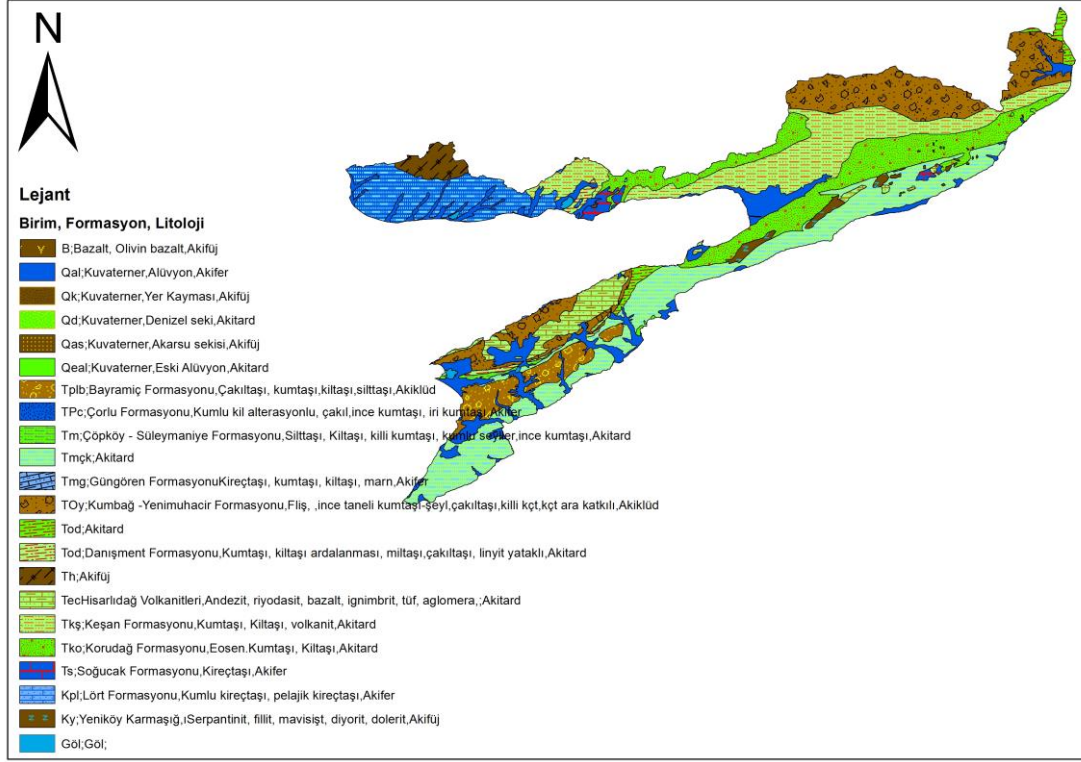 N
Lejant
Birim, Formasyon, Litoloji
B;Bazalt, Olivin bazalt,Akifüj
Qal;Kuvaterner,Alüvyon,Akifer
Qk;Kuvaterner,Yer Kayması,Akifüj
Qd;Kuvaterner,Denizel seki,Akitard
Qas;Kuvaterner,Akarsu sekisi,Akifüj
Qeal;Kuvaterner,Eski Alüvyon,Akitard
Tplb;Bayramiç Formasyonu,Çakıltaşı, kumtaşı,kiltaşı,silttaşı,Akiklüd
TPc;Çorlu Formasyonu,Kumlu kil alterasyonlu, çakıl,ince kumtaşı, iri kumtaşı,Akifer
Tm;Çöpköy - Süleymaniye Formasyonu,Silttaşı, Kiltaşı, killi kumtaşı, kumlu şeyller,ince kumtaşı,Akitard
Tmçk;Akitard
Tmg;Güngören FormasyonuKireçtaşı, kumtaşı, kiltaşı, marn,Akifer
TOy;Kumbağ -Yenimuhacir Formasyonu,Fliş, ,ince taneli kumtaşı-şeyl,çakıltaşı,killi kçt,kçt ara katkılı,Akiklüd
Tod;Akitard
Tod;Danışment Formasyonu,Kumtaşı, kiltaşı ardalanması, miltaşı,çakıltaşı, linyit yataklı,Akitard
Th;Akifüj
TecHisarlıdağ Volkanitleri,Andezit, riyodasit, bazalt, ignimbrit, tüf, aglomera,;Akitard
Tkş;Keşan Formasyonu,Kumtaşı, Kiltaşı, volkanit,Akitard
Tko;Korudağ Formasyonu,Eosen.Kumtaşı, Kiltaşı,Akitard
Ts;Soğucak Formasyonu,Kireçtaşı,Akifer
Kpl;Lört Formasyonu,Kumlu kireçtaşı, pelajik kireçtaşı,Akifer
Ky;Yeniköy Karmaşığ,ıSerpantinit, fillit, mavişişt, diyorit, dolerit,Akifüj
Göl;Göl;